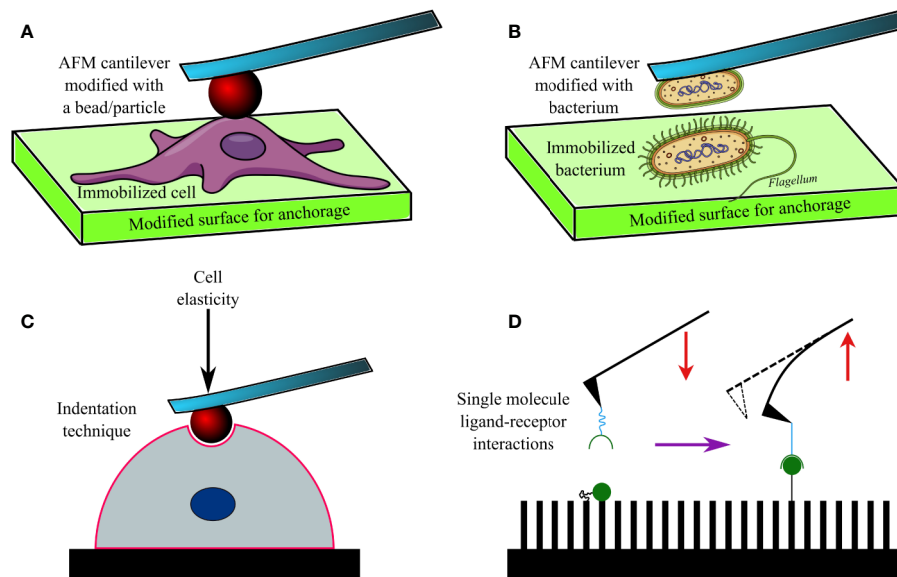 A
AFM cantilever
modified with
a bead/particle
Immobilized cell
Modified surface for anchorage
B
AFM cantilever
modified with
bacterium
Immobilized
bacterium
Flagellum
Modified surface for anchorage
C
Cell
elasticity
Indentation
technique
D
Single molecule
ligand-receptor
interactions